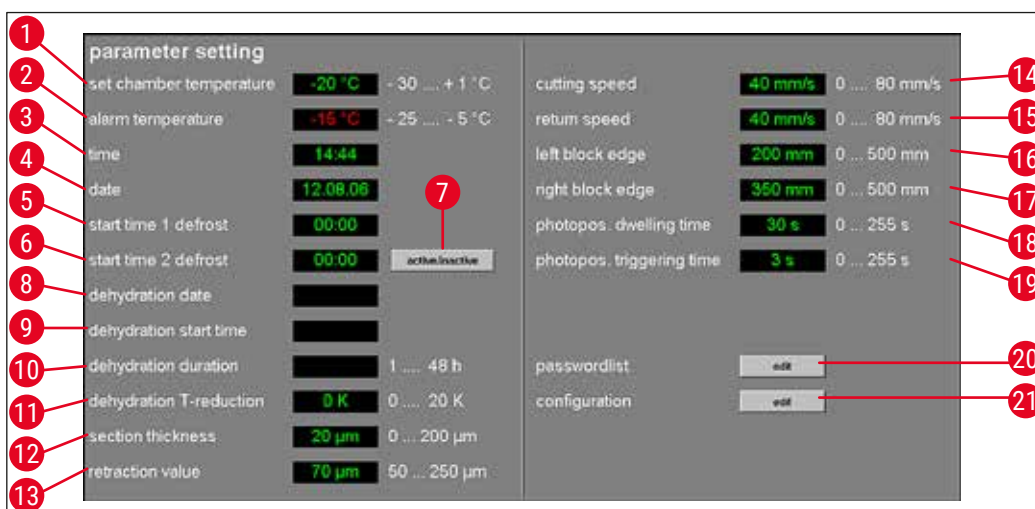 parameter setting
1 set chamber temperature -20 °C - 30 .... + 1 °C
2 alarm temperature -15 °C - 25 .... - 5 °C
3 time 14:44
4 date 12.08.06
5 start time 1 defrost 00:00
6 start time 2 defrost 00:00 7 active/inactive
8 dehydration date
9 dehydration start time
10 dehydration duration 1 .... 48 h
11 dehydration T-reduction 0 K 0 .... 20 K
12 section thickness 20 µm 0 ... 200 µm
13 retraction value 70 µm 50 ... 250 µm
cutting speed 40 mm/s 0 .... 80 mm/s 14
return speed 40 mm/s 0 .... 80 mm/s 15
left block edge 200 mm 0 ... 500 mm 16
right block edge 350 mm 0 ... 500 mm 17
photopos. dwelling time 30 s 0 ... 255 s 18
photopos. triggering time 3 s 0 ... 255 s 19
passwordlist edit 20
configuration edit 21